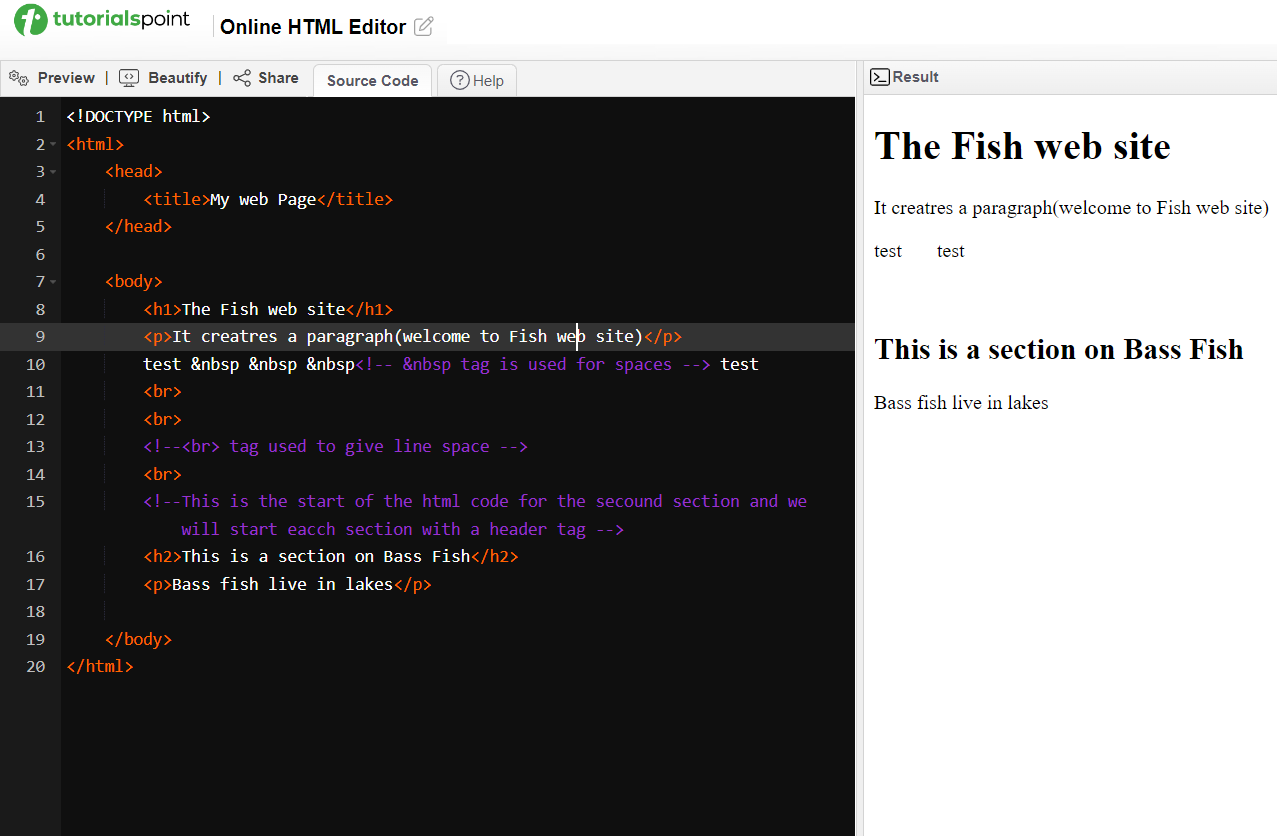 tutorialspoint
Online HTML Editor
Preview | Beautify | Share Source Code Help
1 <!DOCTYPE html>
2 <html>
3 <head>
4 <title>My web Page</title>
5 </head>
6
7 <body>
8 <h1>The Fish web site</h1>
9 <p>It creatres a paragraph(welcome to Fish web site)</p>
10 test &nbsp &nbsp &nbsp<!-- &nbsp tag is used for spaces --> test
11 <br>
12 <br>
13 <!--<br> tag used to give line space -->
14 <br>
15 <!--This is the start of the html code for the secound section and we
will start eacch section with a header tag -->
16 <h2>This is a section on Bass Fish</h2>
17 <p>Bass fish live in lakes</p>
18
19 </body>
20 </html>
Result
The Fish web site
It creatres a paragraph(welcome to Fish web site)
test test
This is a section on Bass Fish
Bass fish live in lakes